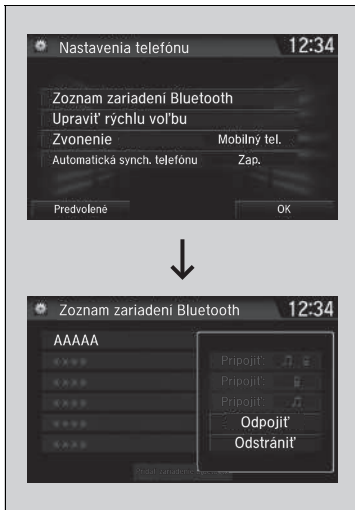 Nastavenia telefónu 12:34
Zoznam zariadení Bluetooth
Upraviť rýchlu voľbu
Zvonenie Mobilný tel.
Automatická synch. telefónu Zap.
Predvolené OK
Zoznam zariadení Bluetooth 12:34
AAAAA
Pripojiť:
Pripojiť:
Pripojiť:
Odpojiť
Odstrániť